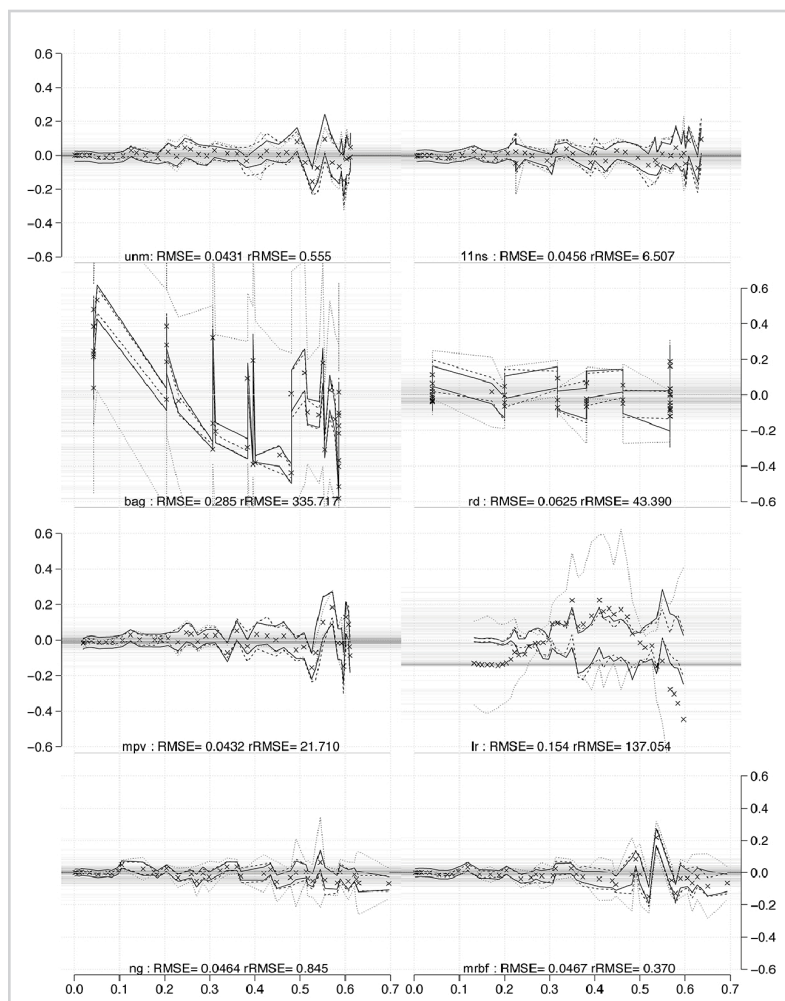 0.6
0.4
0.2
0.0
−0.2
−0.4
−0.6
unm: RMSE= 0.0431 rRMSE= 0.555
11ns : RMSE= 0.0456 rRMSE= 6.507
0.6
0.4
0.2
0.0
−0.2
−0.4
−0.6
bag : RMSE= 0.285 rRMSE= 335.717
rd : RMSE= 0.0625 rRMSE= 43.390
0.6
0.4
0.2
0.0
−0.2
−0.4
−0.6
mpv : RMSE= 0.0432 rRMSE= 21.710
lr : RMSE= 0.154 rRMSE= 137.054
0.6
0.4
0.2
0.0
−0.2
−0.4
−0.6
ng : RMSE= 0.0464 rRMSE= 0.845
mrbf : RMSE= 0.0467 rRMSE= 0.370
0.0 0.1 0.2 0.3 0.4 0.5 0.6 0.7
0.0 0.1 0.2 0.3 0.4 0.5 0.6 0.7